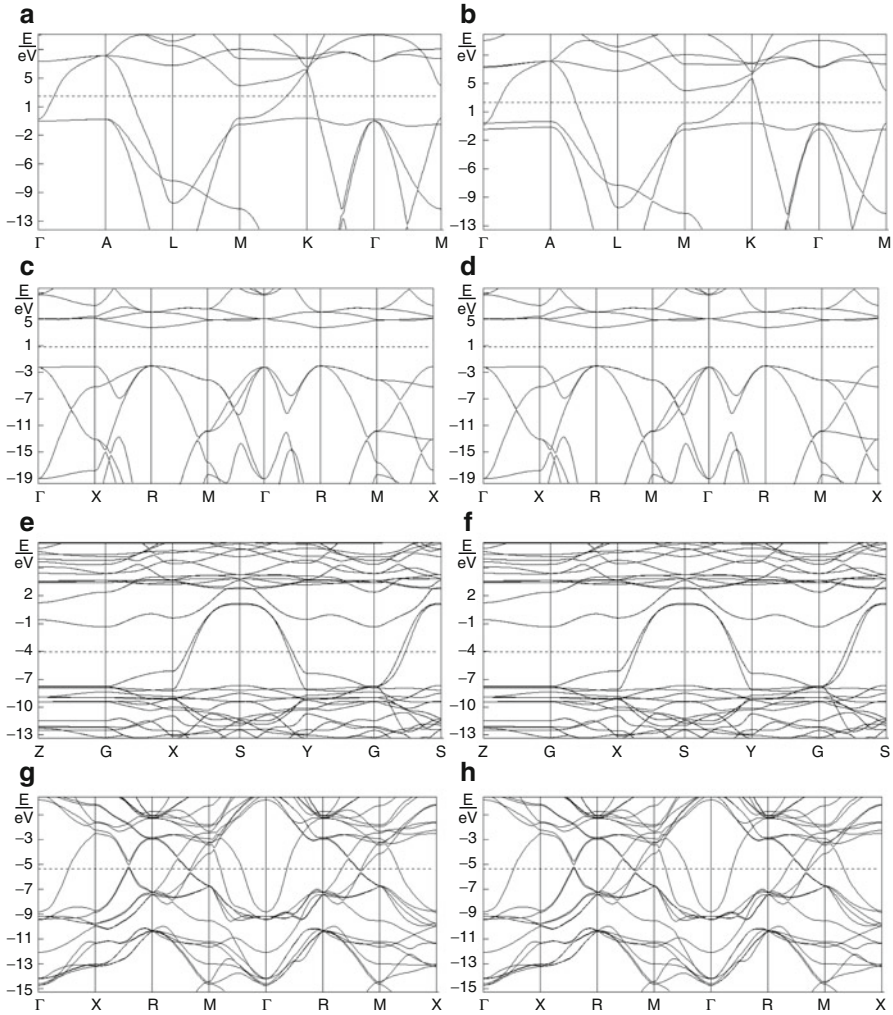 a
E
eV
5
1
−2
−6
−9
−13
Γ A L M K Γ M
b
E
eV
5
1
−2
−6
−9
−13
Γ A L M K Γ M
c
E
eV
5
1
−3
−7
−11
−15
−19
Γ X R M Γ R M X
d
E
eV
5
1
−3
−7
−11
−15
−19
Γ X R M Γ R M X
e
E
eV
2
−1
−4
−7
−10
−13
Z G X S Y G S
f
E
eV
2
−1
−4
−7
−10
−13
Z G X S Y G S
g
E
eV
−3
−5
−7
−9
−11
−13
−15
Γ X R M Γ R M X
h
E
eV
−3
−5
−7
−9
−11
−13
−15
Γ X R M Γ R M X